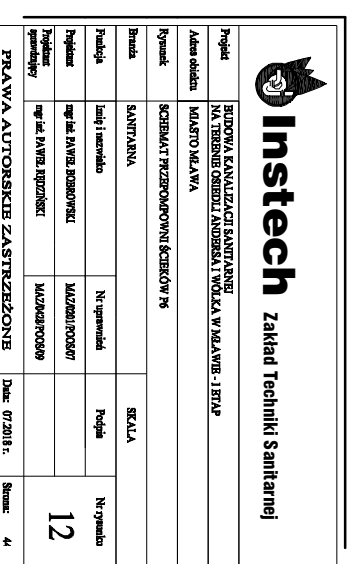 Instech Zakład Techniki Sanitarnej
Projekt
BUDOWA KANALIZACJI SANITARNEJ
NA TERENIE OSIEDLI ANDERSA I WÓLKA W MŁAWIE - I ETAP
Adres obiektu
MIASTO MŁAWA
Rysunek
SCHEMAT PRZEPOMPOWNI ŚCIEKÓW P6
Branża
SANITARNA
SKALA
Funkcja
Imię i nazwisko
Nr uprawnień
Podpis
Nr rysunku
Projektant
mgr inż. PAWEŁ BOBROWSKI
MAZ/0201/POOS/07
12
Projektant
sprawdzający
mgr inż. PAWEŁ RĘDZIŃSKI
MAZ/0428/POOS/09
PRAWA AUTORSKIE ZASTRZEŻONE
Data: 07.2018 r.
Strona: 44